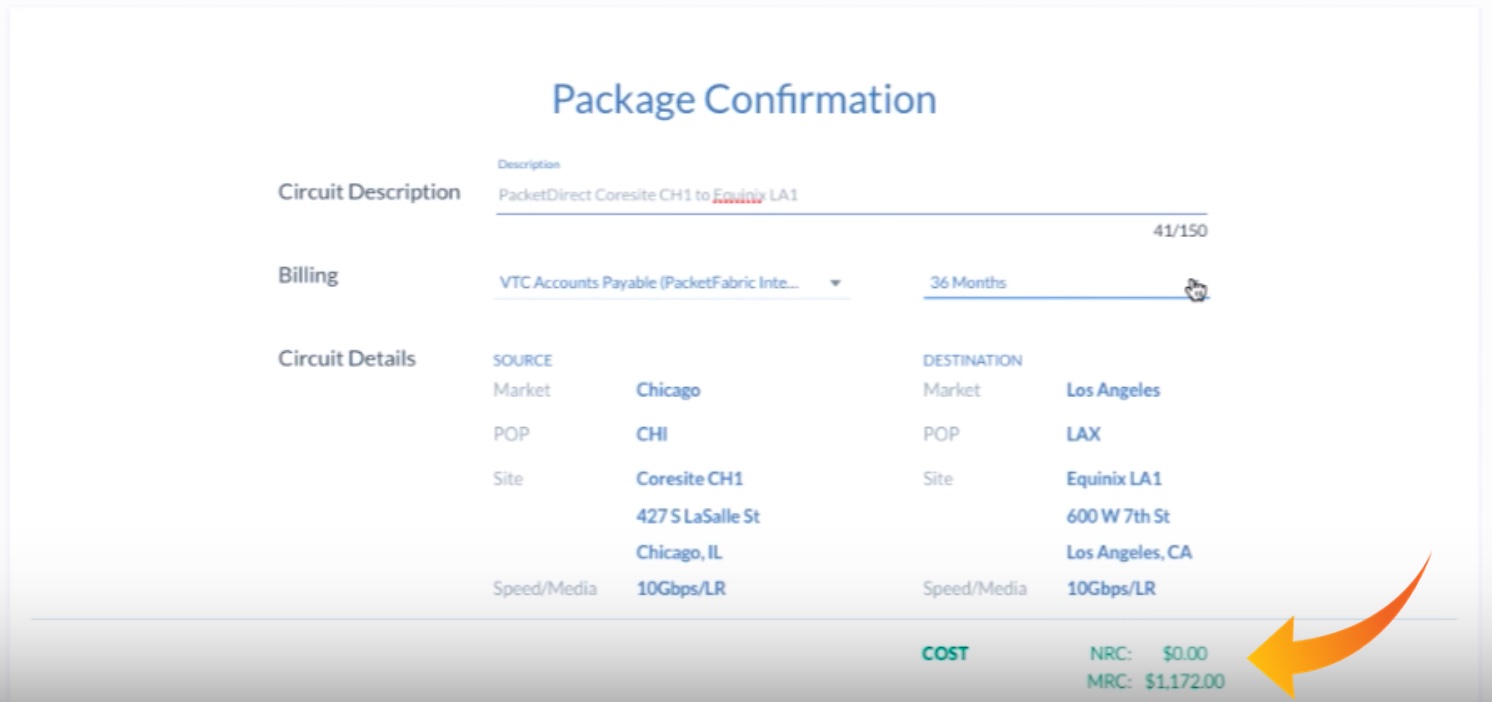 Package Confirmation
Description
Circuit Description PacketDirect Coresite CH1 to Equinix LA1
41/150
Billing VTC Accounts Payable (PacketFabric Inte... 36 Months
Circuit Details SOURCE DESTINATION
Market Chicago Market Los Angeles
POP CHI POP LAX
Site Coresite CH1 Site Equinix LA1
427 S LaSalle St 600 W 7th St
Chicago, IL Los Angeles, CA
Speed/Media 10Gbps/LR Speed/Media 10Gbps/LR
COST NRC: $0.00
MRC: $1,172.00